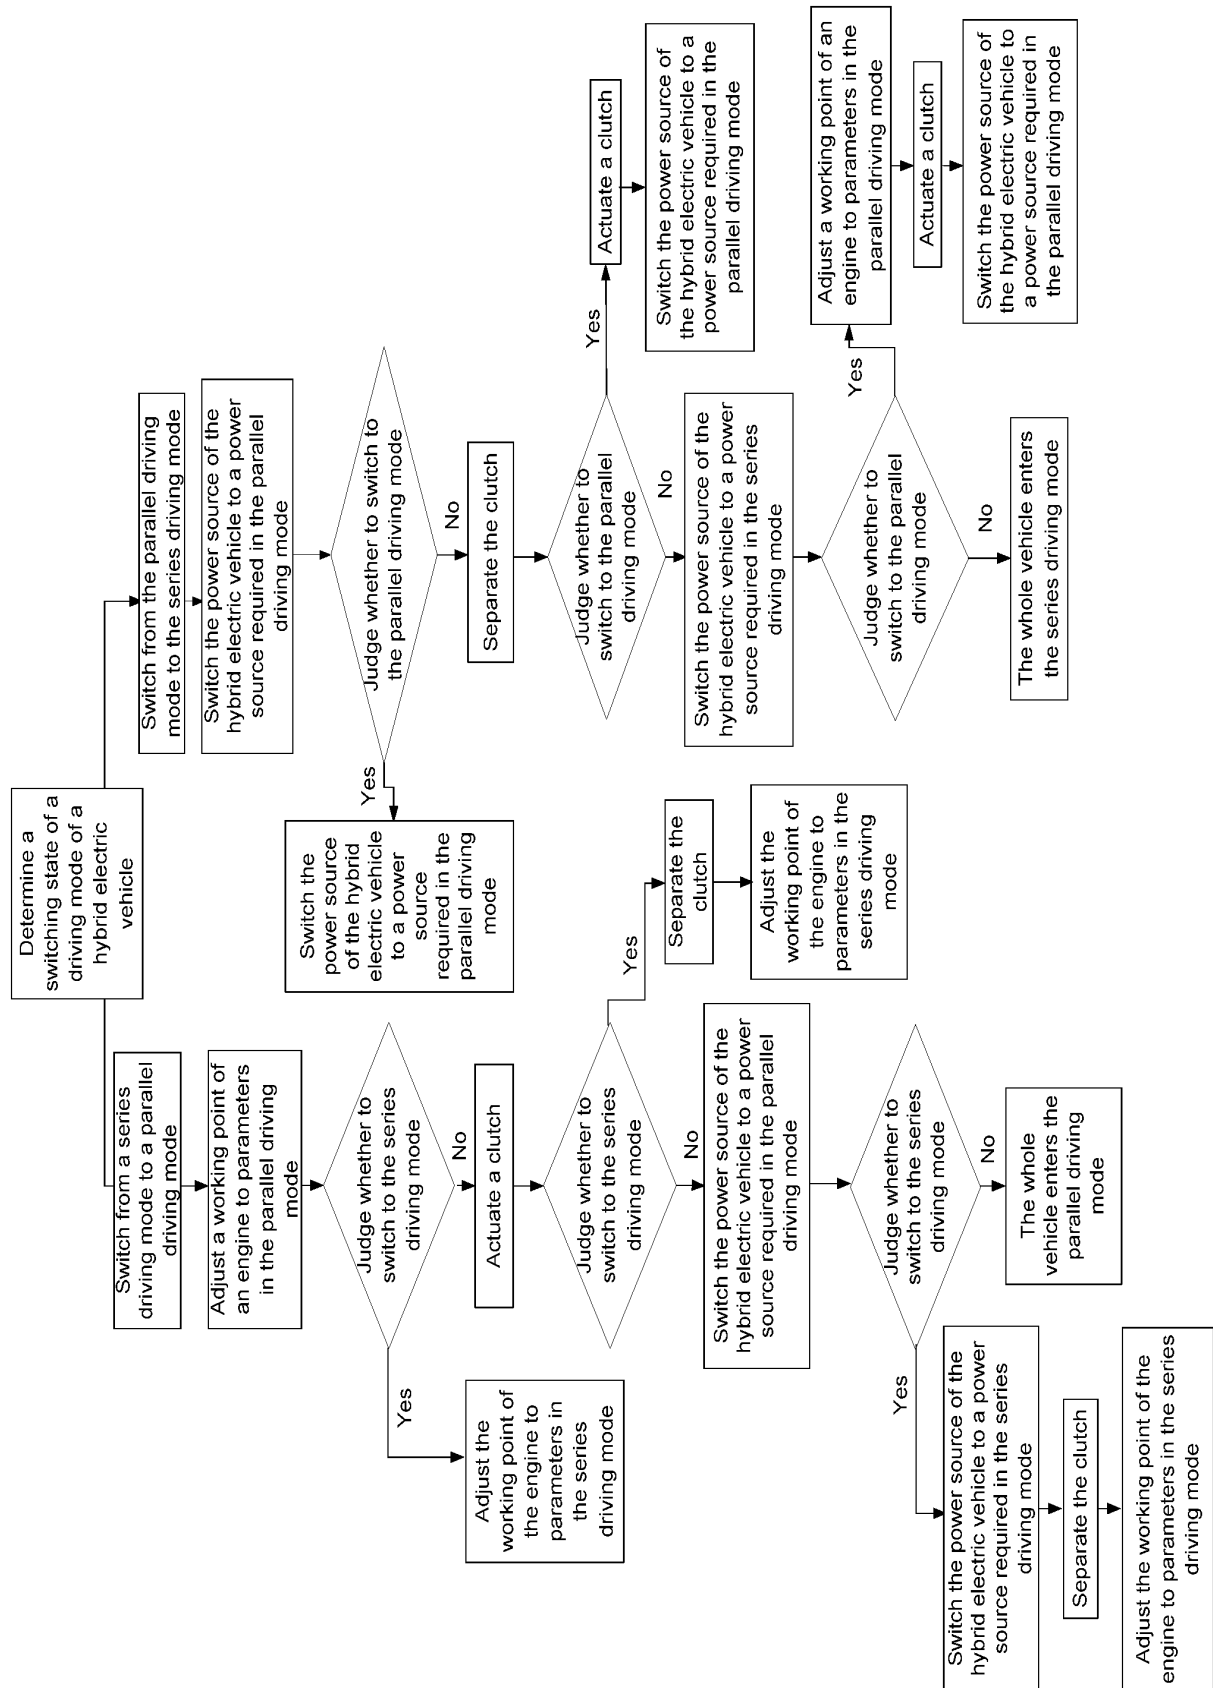 Determine a
switching state of a
driving mode of a
hybrid electric
vehicle
Switch from a series
driving mode to a parallel
driving mode
Adjust a working point of
an engine to parameters
in the parallel driving
mode
Judge whether to
switch to the series
driving mode
Yes
Adjust the
working point of
the engine to
parameters in
the series
driving mode
No
Actuate a clutch
Judge whether to
switch to the series
driving mode
Yes
Separate the
clutch
Adjust the
working point of
the engine to
parameters in the
series driving
mode
No
Switch the power source of the
hybrid electric vehicle to a power
source required in the parallel
driving mode
Judge whether to
switch to the series
driving mode
Yes
Switch the power source of the
hybrid electric vehicle to a power
source required in the series
driving mode
Separate the clutch
Adjust the working point of the
engine to parameters in the series
driving mode
No
The whole
vehicle enters the
parallel driving
mode
Switch from the parallel driving
mode to the series driving mode
Switch the power source of the
hybrid electric vehicle to a power
source required in the parallel
driving mode
Judge whether to switch to
the parallel driving mode
Yes
Switch the
power source
of the hybrid
electric vehicle
to a power
source
required in the
parallel driving
mode
No
Separate the clutch
Judge whether to
switch to the parallel
driving mode
Yes
Actuate a clutch
Switch the power source of
the hybrid electric vehicle to a
power source required in the
parallel driving mode
No
Switch the power source of the
hybrid electric vehicle to a power
source required in the series
driving mode
Judge whether to
switch to the parallel
driving mode
Yes
Adjust a working point of an
engine to parameters in the
parallel driving mode
Actuate a clutch
Switch the power source of
the hybrid electric vehicle to
a power source required in
the parallel driving mode
No
The whole vehicle enters
the series driving mode